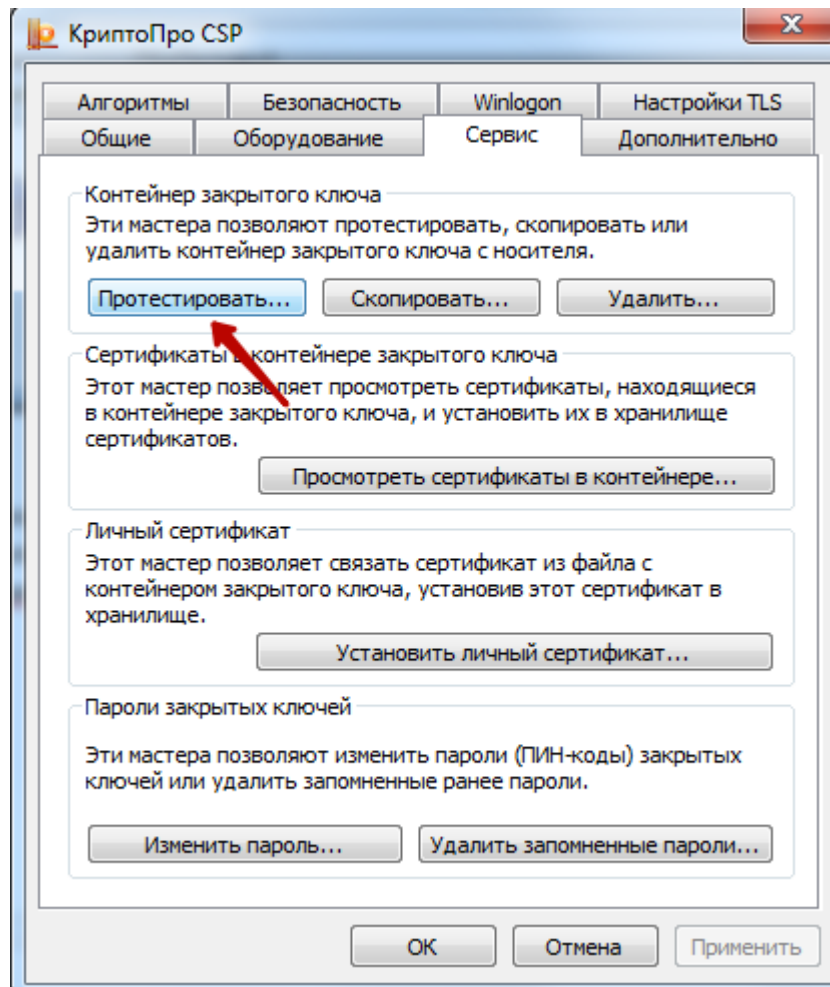 КриптоПро CSP
Алгоритмы Безопасность Winlogon Настройки TLS
Общие Оборудование Сервис Дополнительно
Контейнер закрытого ключа
Эти мастера позволяют протестировать, скопировать или
удалить контейнер закрытого ключа с носителя.
Протестировать... Скопировать... Удалить...
Сертификаты в контейнере закрытого ключа
Этот мастер позволяет просмотреть сертификаты, находящиеся
в контейнере закрытого ключа, и установить их в хранилище
сертификатов.
Просмотреть сертификаты в контейнере...
Личный сертификат
Этот мастер позволяет связать сертификат из файла с
контейнером закрытого ключа, установив этот сертификат в
хранилище.
Установить личный сертификат...
Пароли закрытых ключей
Эти мастера позволяют изменить пароли (ПИН-коды) закрытых
ключей или удалить запомненные ранее пароли.
Изменить пароль... Удалить запомненные пароли...
ОК Отмена Применить